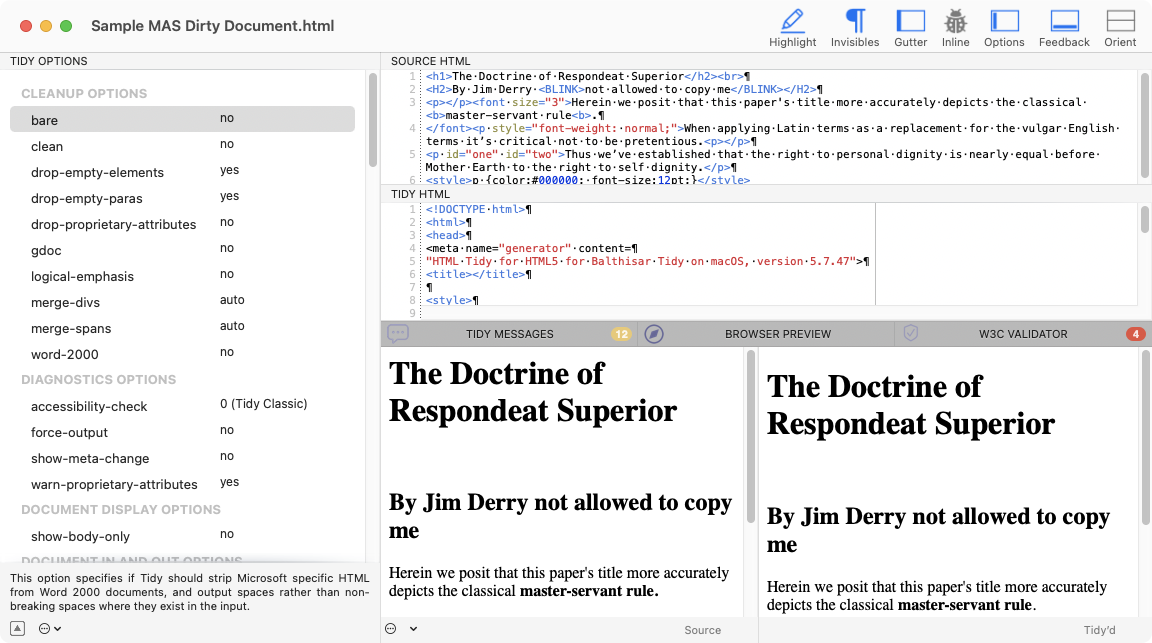 Sample MAS Dirty Document.html
Highlight Invisibles Gutter Inline Options Feedback Orient
TIDY OPTIONS
CLEANUP OPTIONS
bare no
clean no
drop-empty-elements yes
drop-empty-paras yes
drop-proprietary-attributes no
gdoc no
logical-emphasis no
merge-divs auto
merge-spans auto
word-2000 no
DIAGNOSTICS OPTIONS
accessibility-check 0 (Tidy Classic)
force-output no
show-meta-change no
warn-proprietary-attributes yes
DOCUMENT DISPLAY OPTIONS
show-body-only no
DOCUMENT IN AND OUT OPTIONS
This option specifies if Tidy should strip Microsoft specific HTML
from Word 2000 documents, and output spaces rather than non-
breaking spaces where they exist in the input.
SOURCE HTML
1 <h1>The·Doctrine·of·Respondeat·Superior</h2><br>¶
2 <H2>By·Jim·Derry·<BLINK>not·allowed·to·copy·me</BLINK></H2>¶
3 <p></p><font·size="3">Herein·we·posit·that·this·paper's·title·more·accurately·depicts·the·classical·
<b>master-servant·rule<b>.¶
4 </font><p·style="font-weight:·normal;">When·applying·Latin·terms·as·a·replacement·for·the·vulgar·English·
terms·it’s·critical·not·to·be·pretentious.<p></p>¶
5 <p·id="one"·id="two">Thus·we’ve·established·that·the·right·to·personal·dignity·is·nearly·equal·before·
Mother·Earth·to·the·right·to·self·dignity.</p>¶
6 <style>p·{color:#000000;·font-size:12pt;}</style>
TIDY HTML
1 <!DOCTYPE·html>¶
2 <html>¶
3 <head>¶
4 <meta·name="generator"·content=¶
5 "HTML·Tidy·for·HTML5·for·Balthisar·Tidy·on·macOS,·version·5.7.47">¶
6 <title></title>¶
7 ¶
8 <style>¶
9
TIDY MESSAGES 12 BROWSER PREVIEW W3C VALIDATOR 4
The Doctrine of
Respondeat Superior
By Jim Derry not allowed to copy
me
Herein we posit that this paper's title more accurately
depicts the classical master-servant rule.
Source
The Doctrine of
Respondeat Superior
By Jim Derry not allowed to copy
me
Herein we posit that this paper's title more accurately
depicts the classical master-servant rule.
Tidy’d